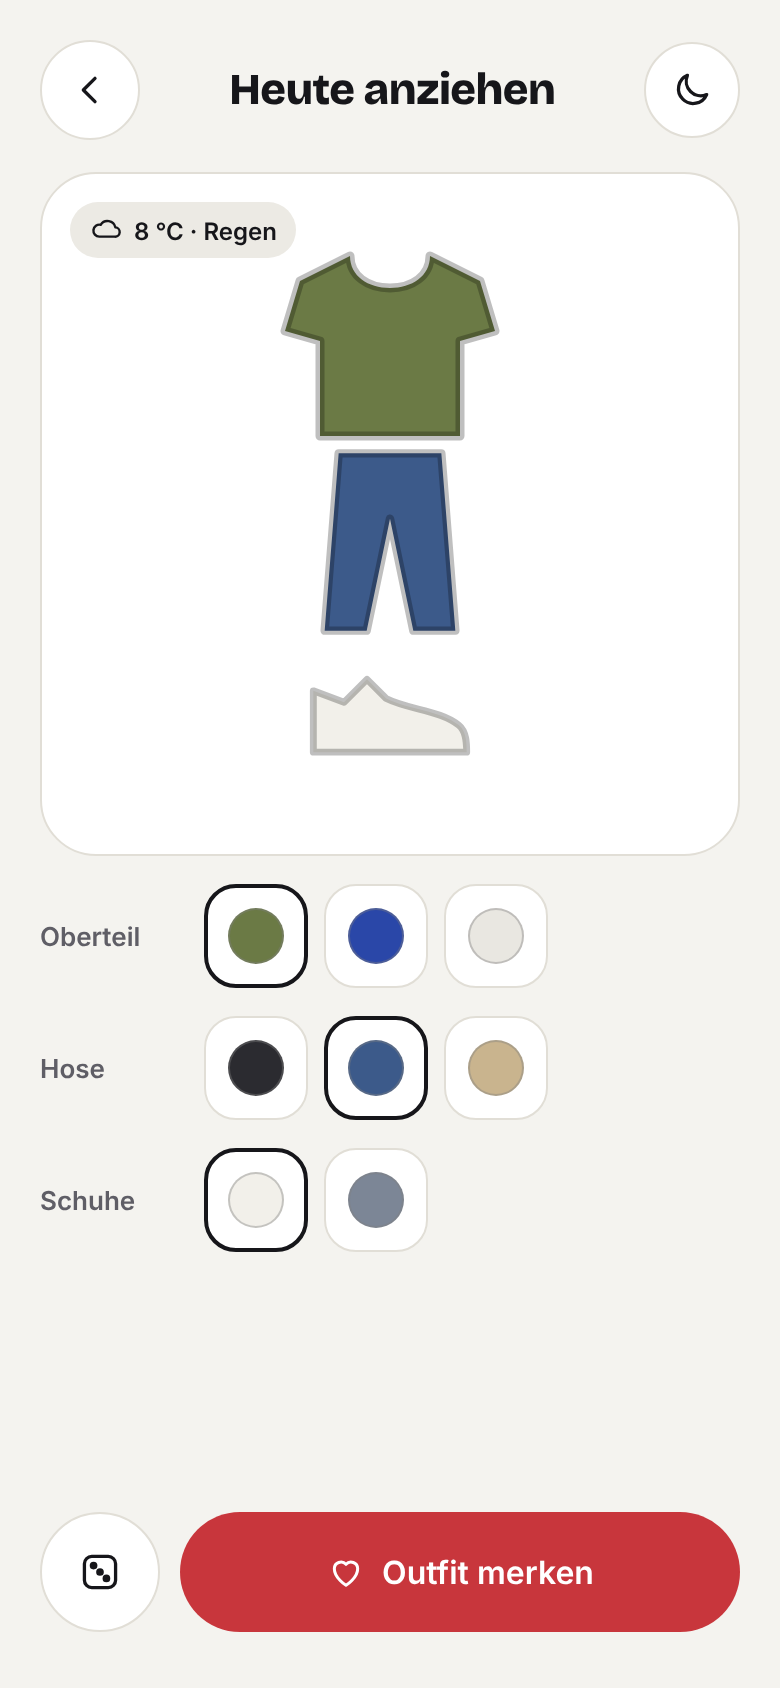 Heute anziehen
8 °C · Regen
Oberteil
Hose
Schuhe
Outfit merken